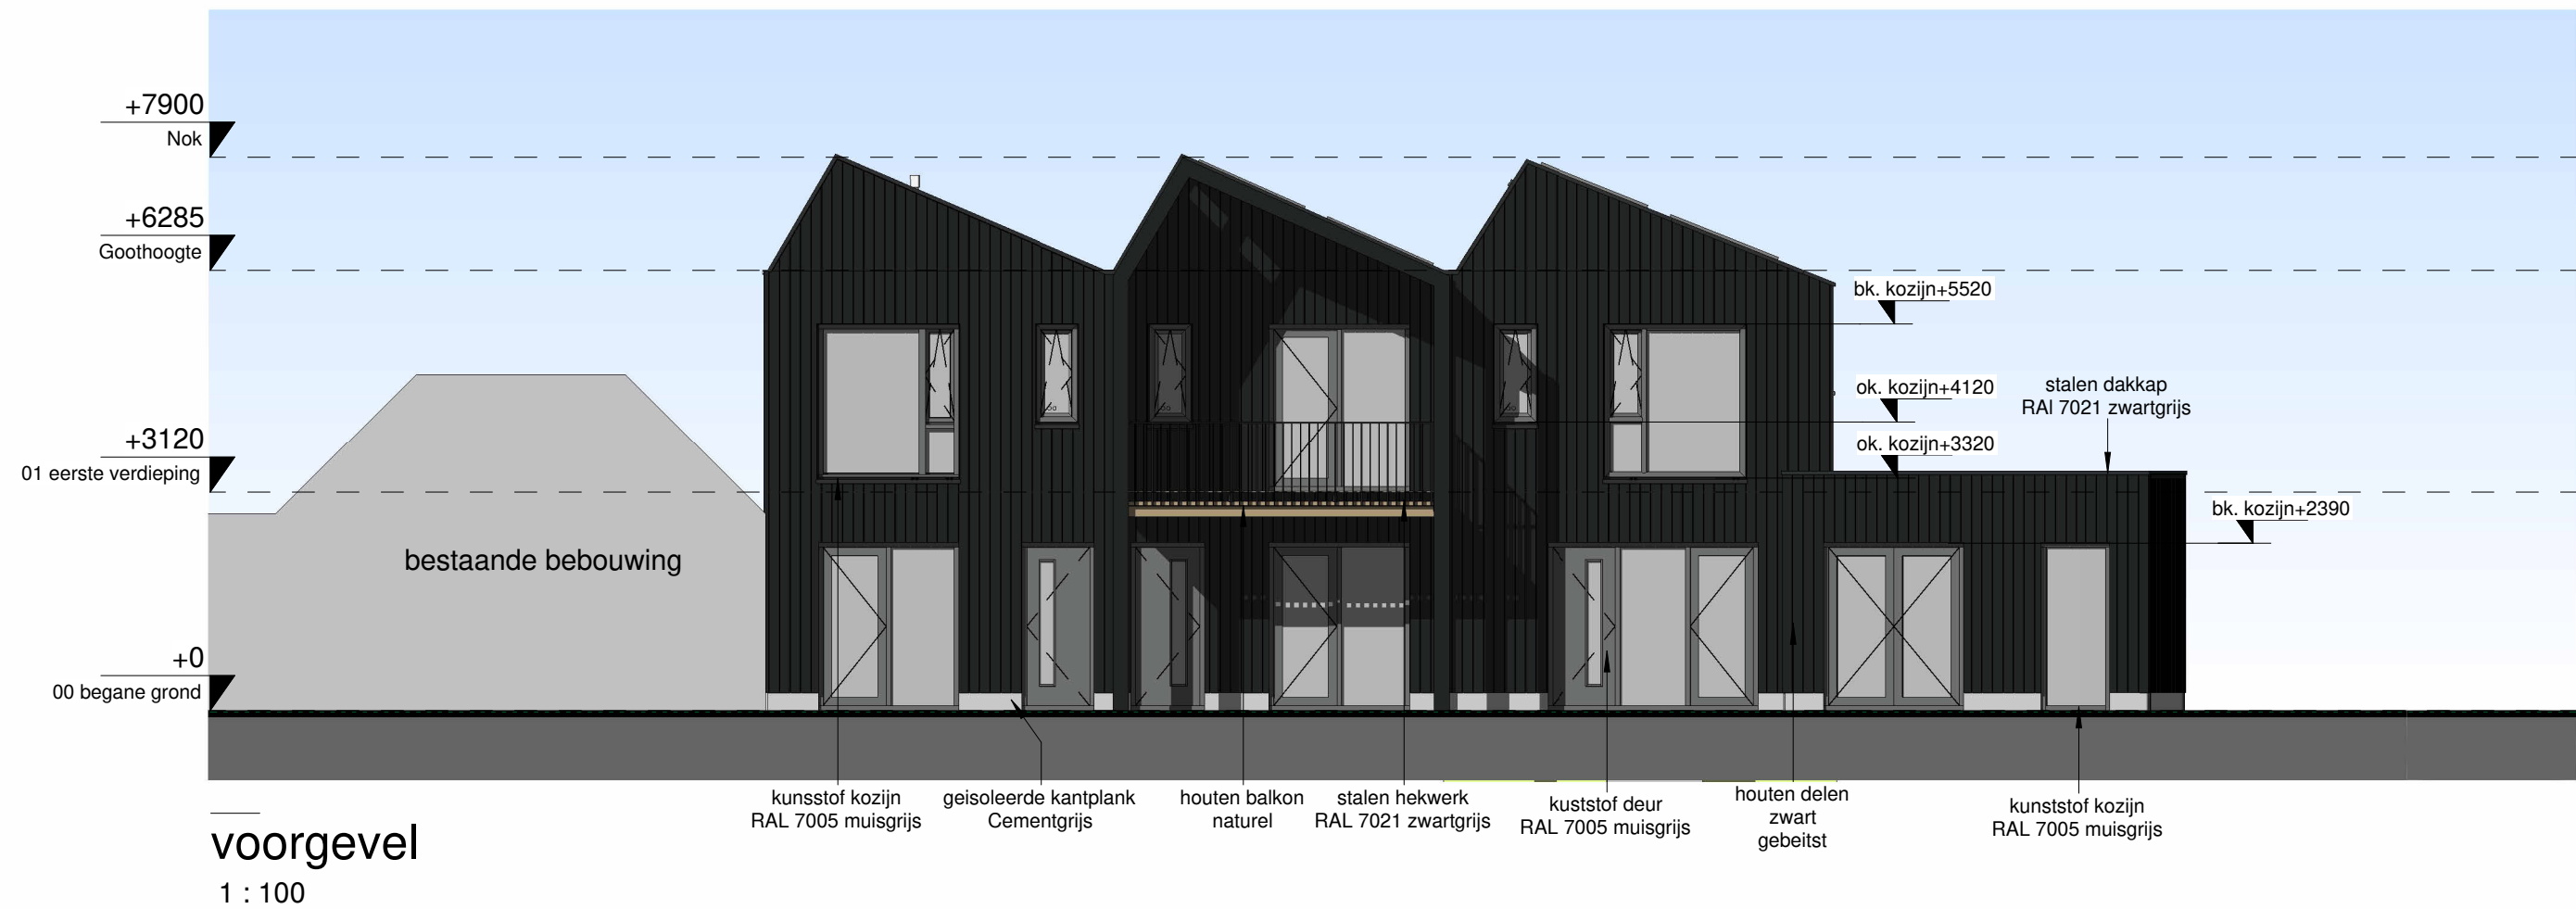 +7900
Nok
+6285
Goothoogte
bk. kozijn+5520
ok. kozijn+4120
stalen dakkap
RAl 7021 zwartgrijs
+3120
01 eerste verdieping
ok. kozijn+3320
bk. kozijn+2390
bestaande bebouwing
+0
00 begane grond
kunsstof kozijn
RAL 7005 muisgrijs
geisoleerde kantplank
Cementgrijs
houten balkon
naturel
stalen hekwerk
RAL 7021 zwartgrijs
kuststof deur
RAL 7005 muisgrijs
houten delen
zwart
gebeitst
kunststof kozijn
RAL 7005 muisgrijs
voorgevel
1 : 100